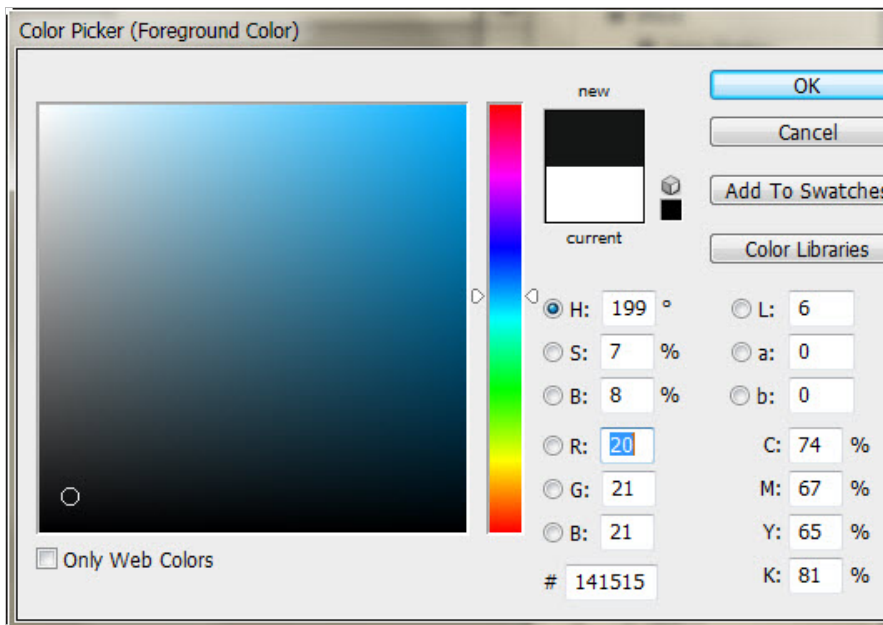 Color Picker (Foreground Color)
new
OK
Cancel
Add To Swatches
current
Color Libraries
H: 199 °
L: 6
S: 7 %
a: 0
B: 8 %
b: 0
R: 20
C: 74 %
G: 21
M: 67 %
B: 21
Y: 65 %
Only Web Colors
# 141515
K: 81 %